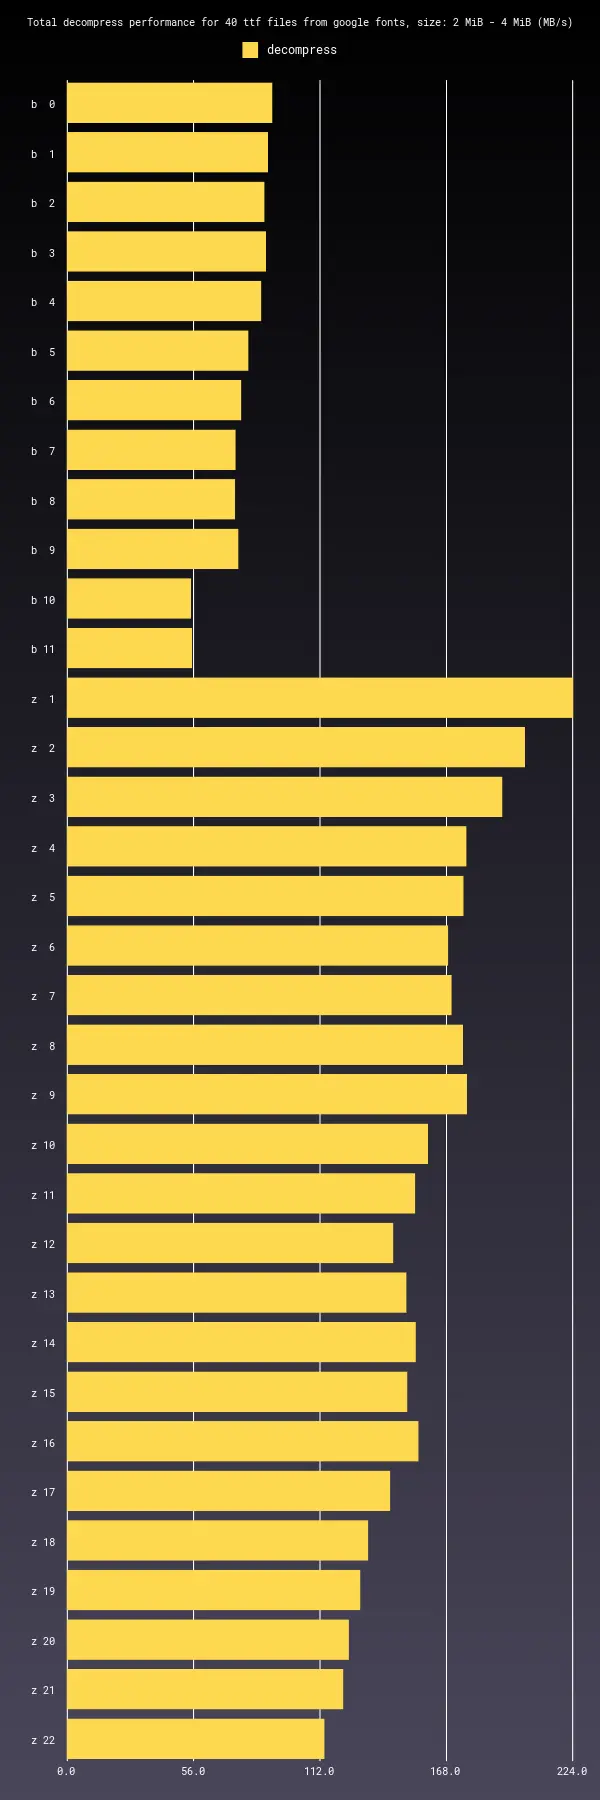 Total decompress performance for 40 ttf files from google fonts, size: 2 MiB - 4 MiB (MB/s)
decompress
b  0
b  1
b  2
b  3
b  4
b  5
b  6
b  7
b  8
b  9
b 10
b 11
z  1
z  2
z  3
z  4
z  5
z  6
z  7
z  8
z  9
z 10
z 11
z 12
z 13
z 14
z 15
z 16
z 17
z 18
z 19
z 20
z 21
z 22
0.0 56.0 112.0 168.0 224.0